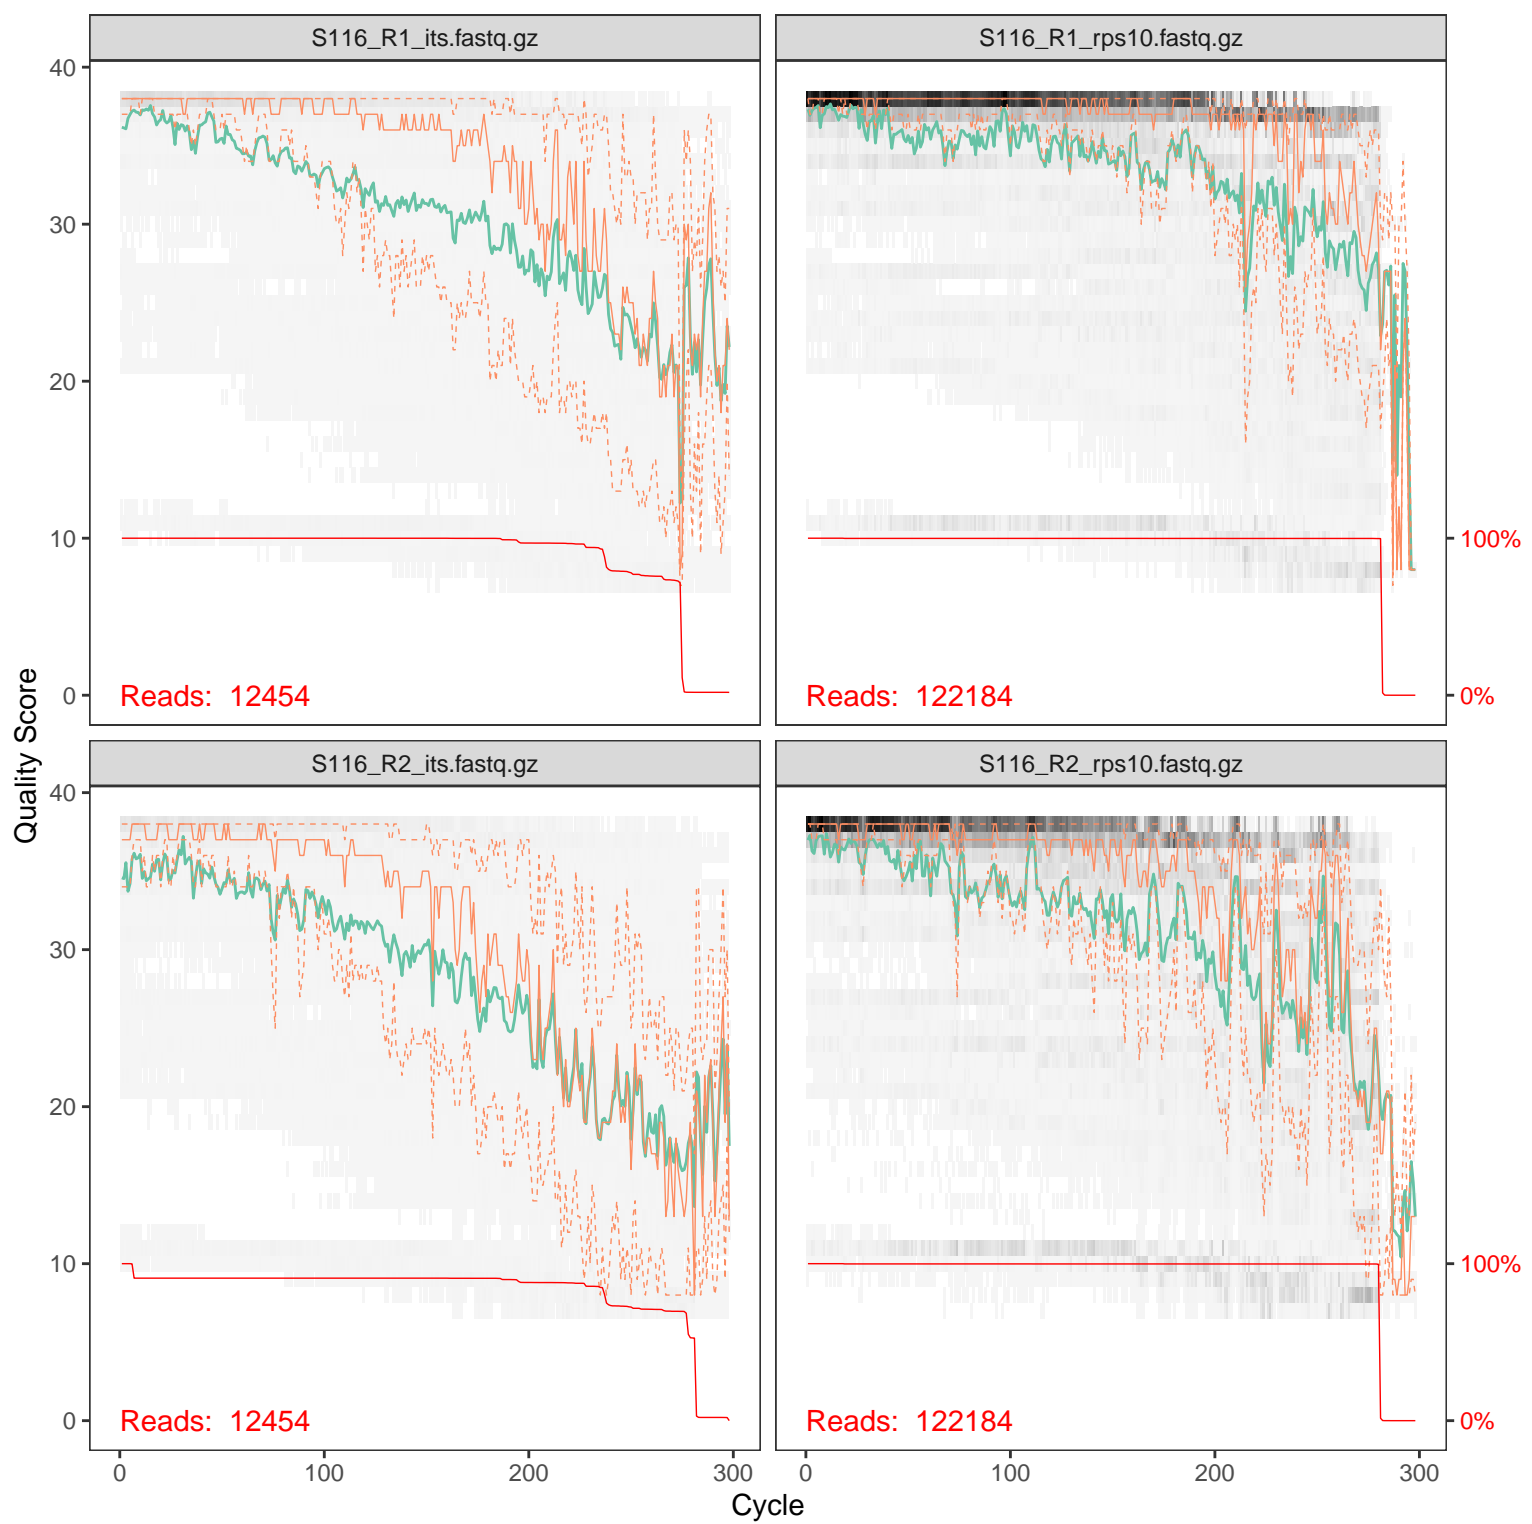 S116_R1_its.fastq.gz
S116_R1_rps10.fastq.gz
40
30
20
10
0
Reads: 12454
Reads: 122184
100%
0%
Quality Score
S116_R2_its.fastq.gz
S116_R2_rps10.fastq.gz
40
30
20
10
0
Reads: 12454
Reads: 122184
100%
0%
0 100 200 300
0 100 200 300
Cycle